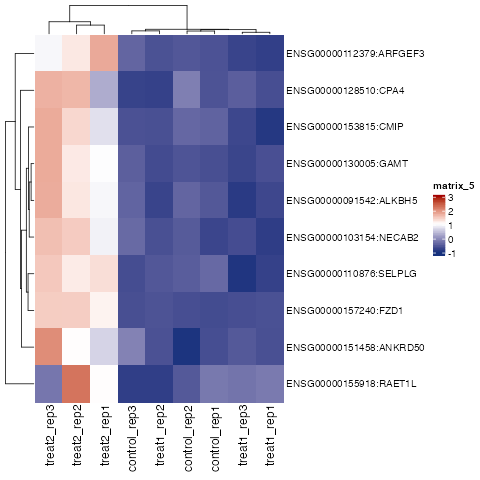 ENSG00000112379:ARFGEF3
ENSG00000128510:CPA4
ENSG00000153815:CMIP
ENSG00000130005:GAMT
ENSG00000091542:ALKBH5
ENSG00000103154:NECAB2
ENSG00000110876:SELPLG
ENSG00000157240:FZD1
ENSG00000151458:ANKRD50
ENSG00000155918:RAET1L
matrix_5
3
2
1
0
-1
treat2_rep3
treat2_rep2
treat2_rep1
control_rep3
treat1_rep2
control_rep2
control_rep1
treat1_rep3
treat1_rep1